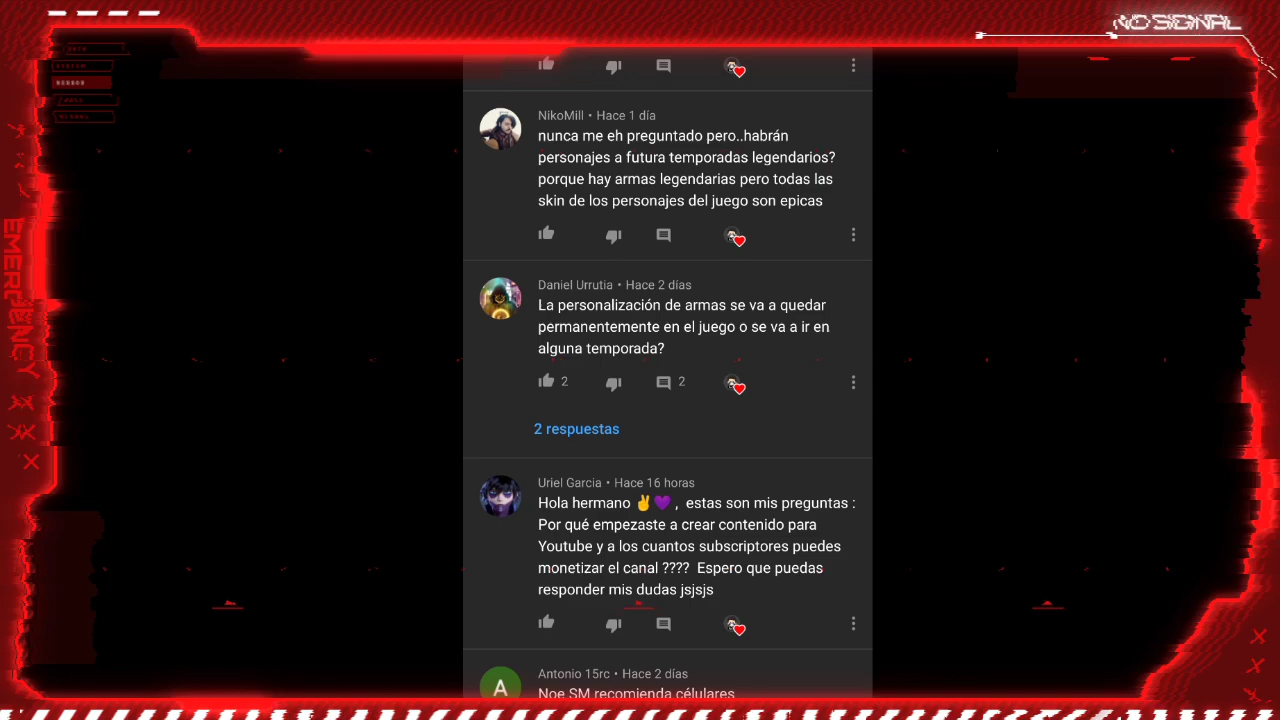 NO SIGNAL
EMERGENCY
NikoMill • Hace 1 día
nunca me eh preguntado pero..habrán
personajes a futura temporadas legendarios?
porque hay armas legendarias pero todas las
skin de los personajes del juego son epicas
Daniel Urrutia • Hace 2 días
La personalización de armas se va a quedar
permanentemente en el juego o se va a ir en
alguna temporada?
2
2
2 respuestas
Uriel Garcia • Hace 16 horas
Hola hermano ✌💜 , estas son mis preguntas :
Por qué empezaste a crear contenido para
Youtube y a los cuantos subscriptores puedes
monetizar el canal ???? Espero que puedas
responder mis dudas jsjsjs
A
Antonio 15rc • Hace 2 días
Noe SM recomienda célulares